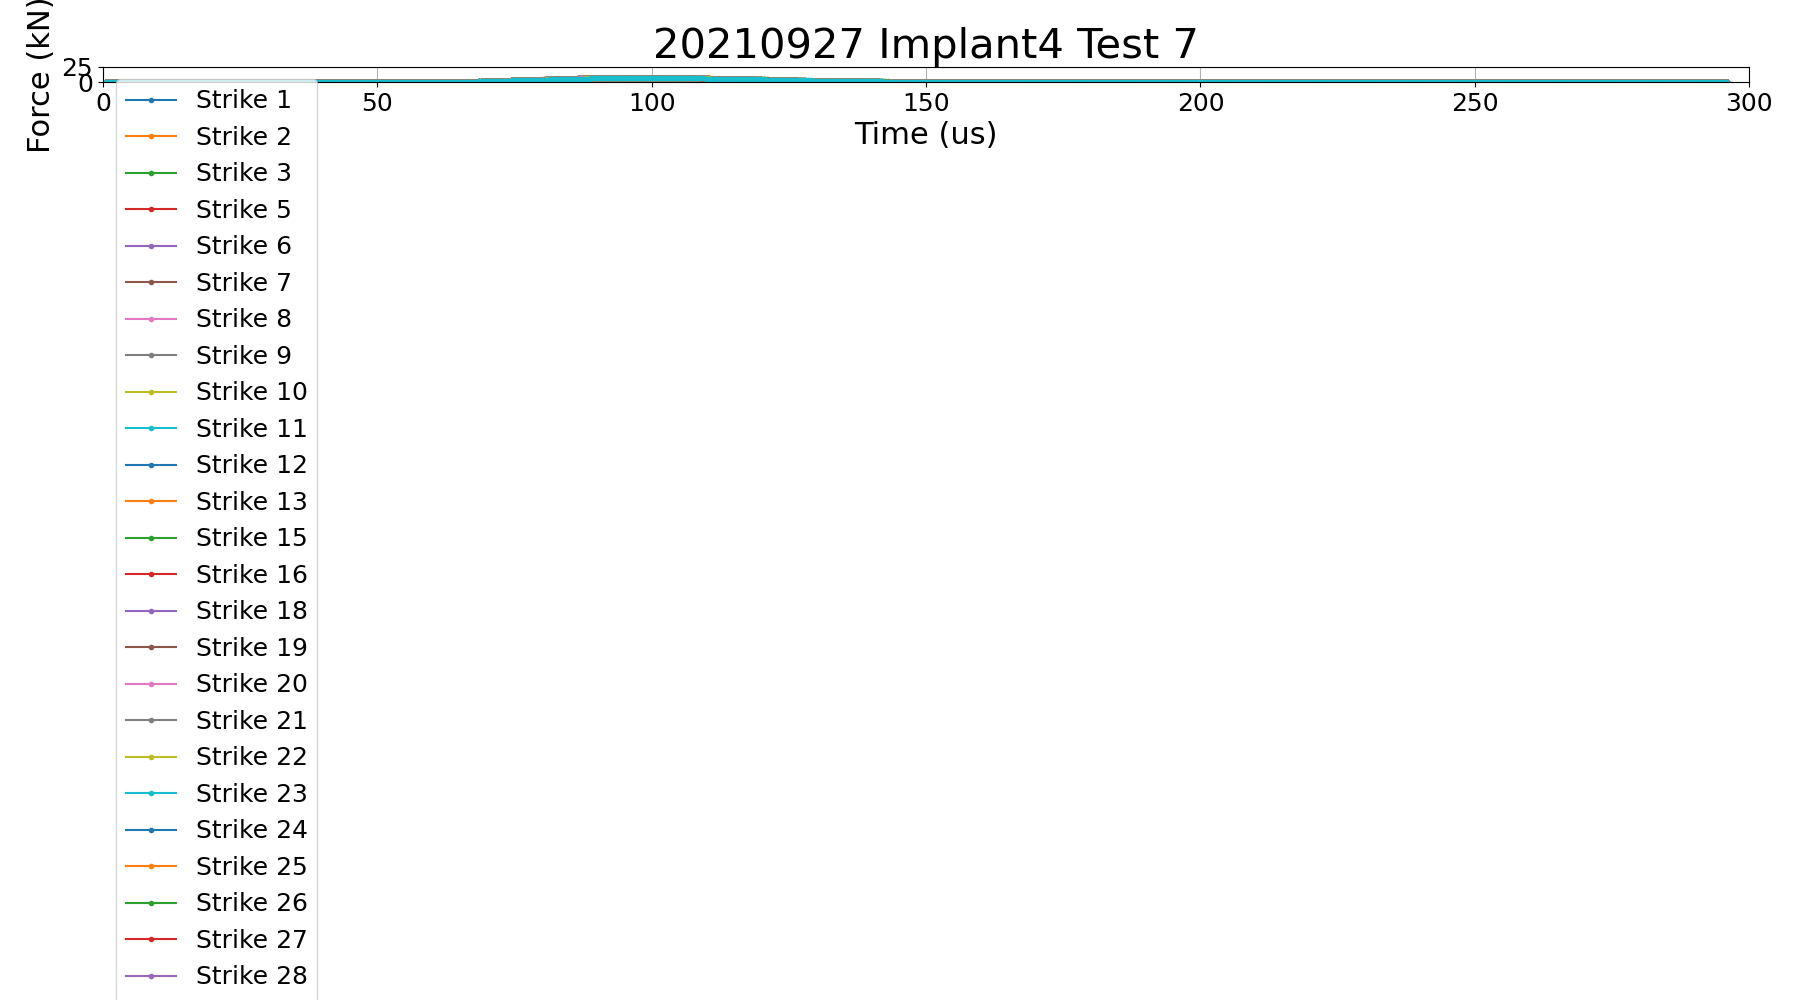 20210927 Implant4 Test 7
Force (kN)
25
0
0 50 100 150 200 250 300
Time (us)
Strike 1
Strike 2
Strike 3
Strike 5
Strike 6
Strike 7
Strike 8
Strike 9
Strike 10
Strike 11
Strike 12
Strike 13
Strike 15
Strike 16
Strike 18
Strike 19
Strike 20
Strike 21
Strike 22
Strike 23
Strike 24
Strike 25
Strike 26
Strike 27
Strike 28